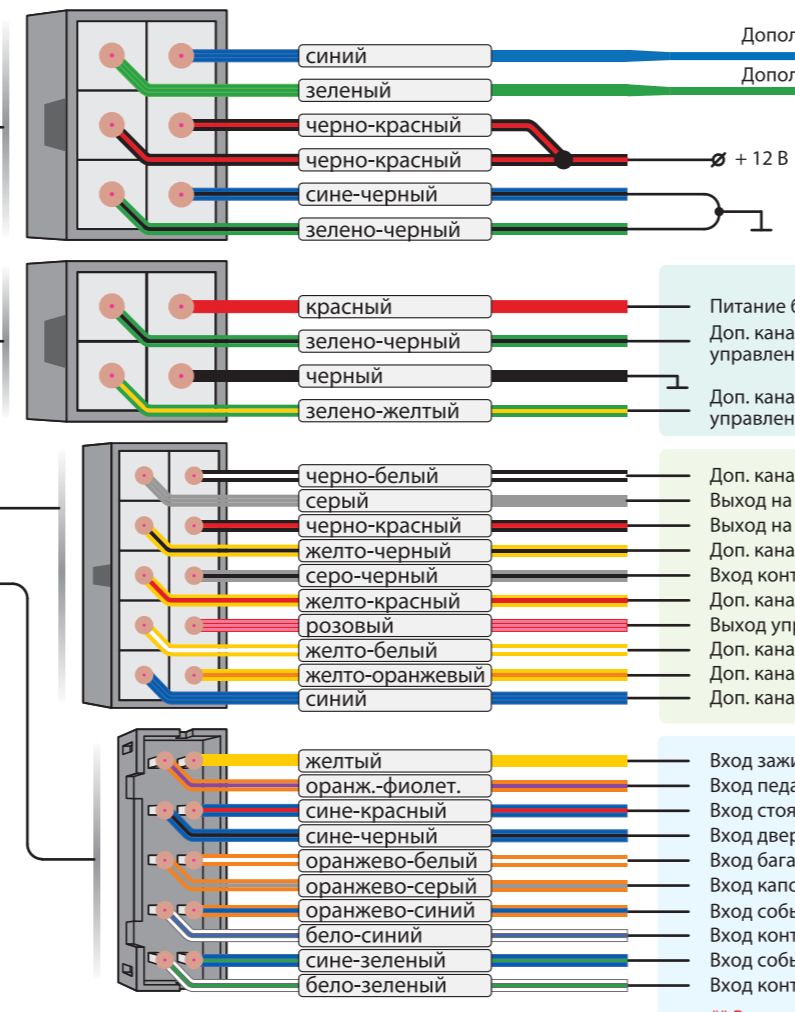 Допол
синий
Допол
зеленый
черно-красный
черно-красный
+ 12 В
сине-черный
зелено-черный
красный
Питание б
зелено-черный
Доп. кана
управлен
черный
зелено-желтый
Доп. кана
управлен
черно-белый
Доп. кана
серый
Выход на
черно-красный
Выход на
желто-черный
Доп. кана
серо-черный
Вход конт
желто-красный
Доп. кана
розовый
Выход упр
желто-белый
Доп. кана
желто-оранжевый
Доп. кана
синий
Доп. кана
желтый
Вход зажи
оранж.-фиолет.
Вход педа
сине-красный
Вход стоя
сине-черный
Вход двер
оранжево-белый
Вход бага
оранжево-серый
Вход капо
оранжево-синий
Вход собы
бело-синий
Вход конт
сине-зеленый
Вход собы
бело-зеленый
Вход конт